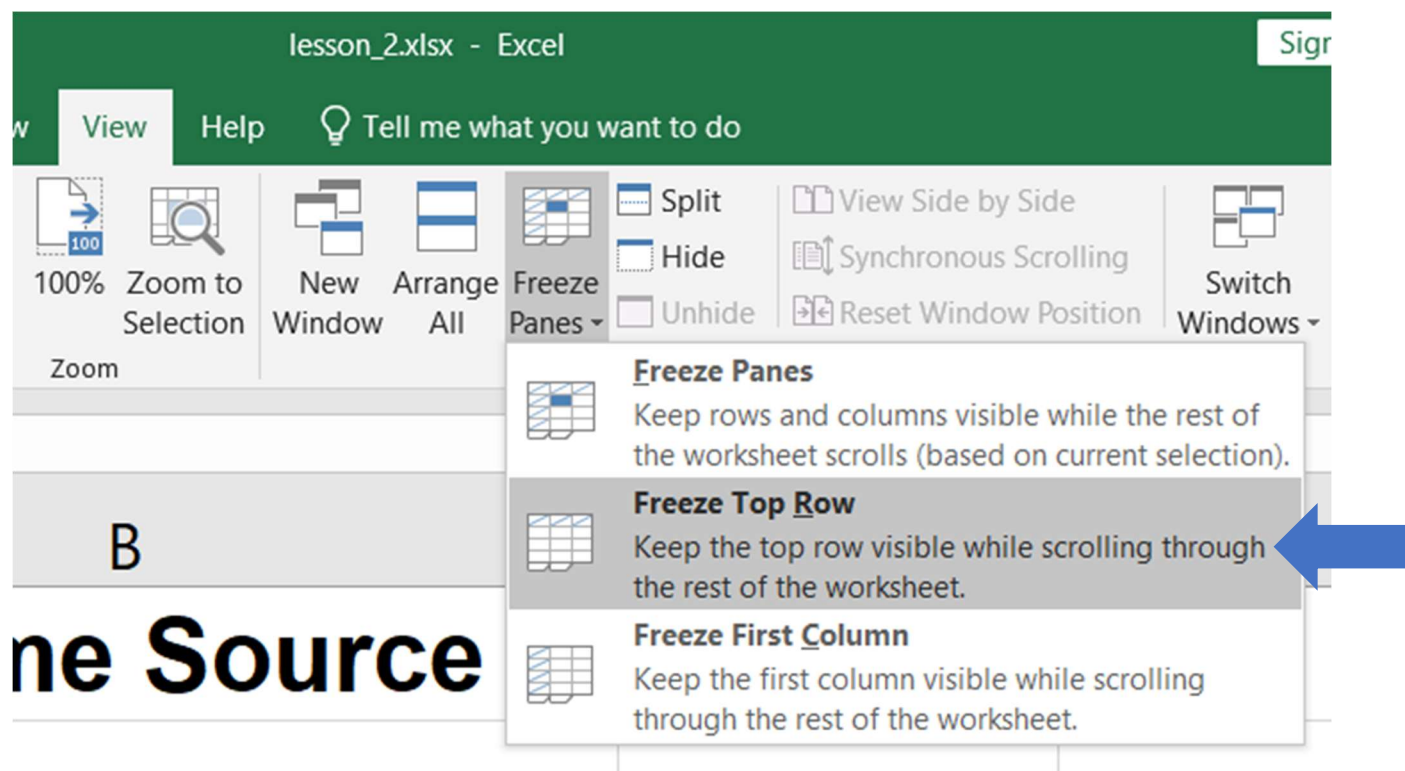 lesson_2.xlsx - Excel
Sigr
w View Help Tell me what you want to do
100
100%
Zoom to
Selection
Zoom
New
Window
Arrange
All
Freeze
Panes
Split
Hide
Unhide
View Side by Side
Synchronous Scrolling
Reset Window Position
Switch
Windows
Freeze Panes
Keep rows and columns visible while the rest of
the worksheet scrolls (based on current selection).
Freeze Top Row
Keep the top row visible while scrolling through
the rest of the worksheet.
Freeze First Column
Keep the first column visible while scrolling
through the rest of the worksheet.
B
me Source